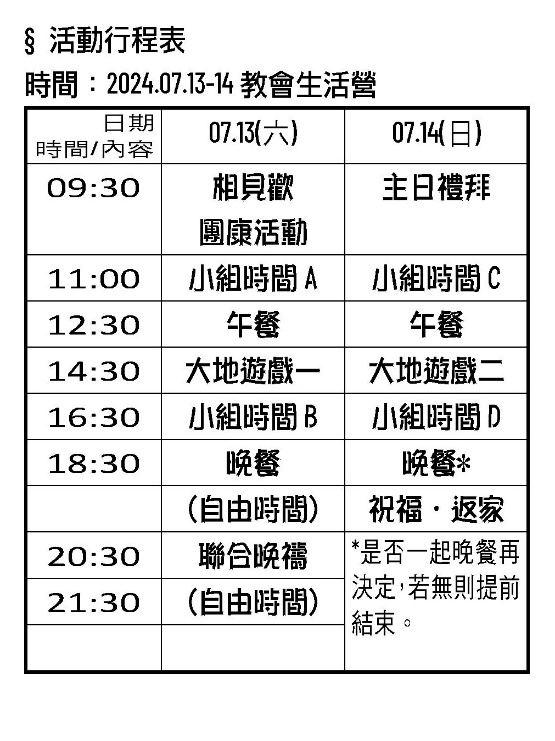 § 活動行程表
時間：2024.07.13-14 教會生活營
日期
時間/內容
07.13(六)
07.14(日)
09:30
相見歡
團康活動
主日禮拜
11:00
小組時間 A
小組時間 C
12:30
午餐
午餐
14:30
大地遊戲一
大地遊戲二
16:30
小組時間 B
小組時間 D
18:30
晚餐
晚餐*
(自由時間)
祝福・返家
20:30
聯合晚禱
*是否一起晚餐再
決定，若無則提前
結束。
21:30
(自由時間)